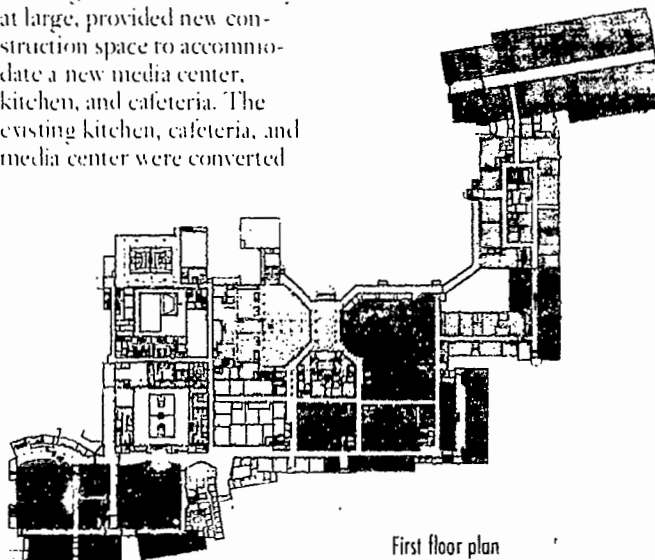 at large, provided new con-
struction space to accommo-
date a new media center,
kitchen, and cafeteria. The
existing kitchen, cafeteria, and
media center were converted
First floor plan